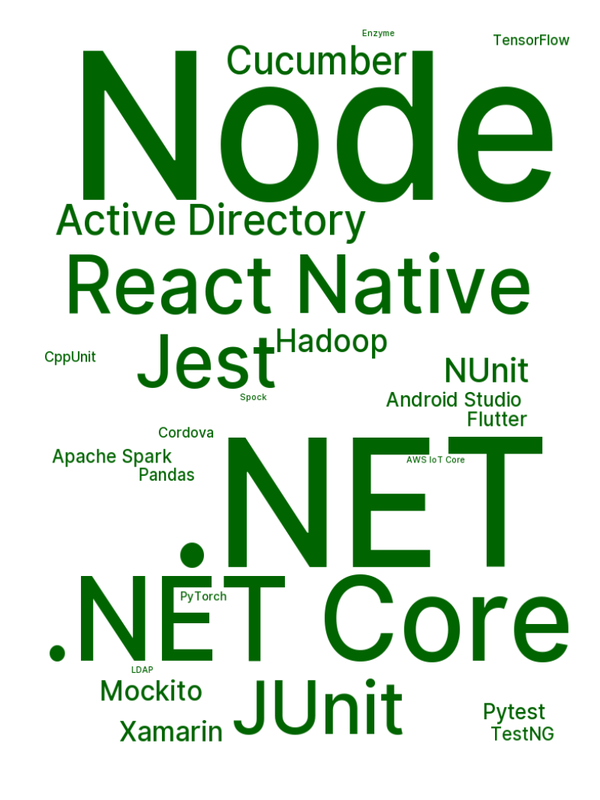 Enzyme
TensorFlow
Cucumber
Node
Active Directory
React Native
Hadoop
Jest
CppUnit
NUnit
Spock
Android Studio
Flutter
Cordova
.NET
AWS IoT Core
Apache Spark
Pandas
.NET Core
PyTorch
LDAP
Mockito
JUnit
Pytest
Xamarin
TestNG